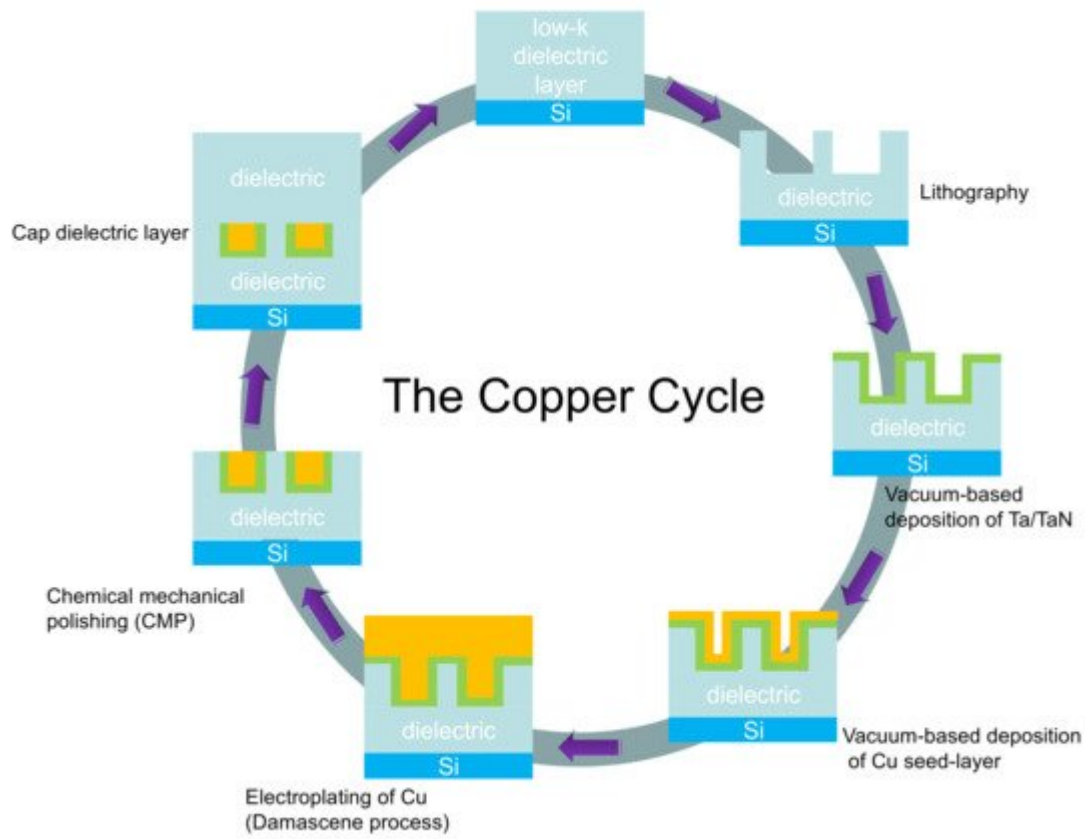 low-k
dielectric
layer
Si
dielectric
Si
Lithography
dielectric
Si
Vacuum-based
deposition of Ta/TaN
dielectric
Si
Vacuum-based deposition
of Cu seed-layer
dielectric
Si
Electroplating of Cu
(Damascene process)
dielectric
Si
Chemical mechanical
polishing (CMP)
dielectric
dielectric
Si
Cap dielectric layer
The Copper Cycle